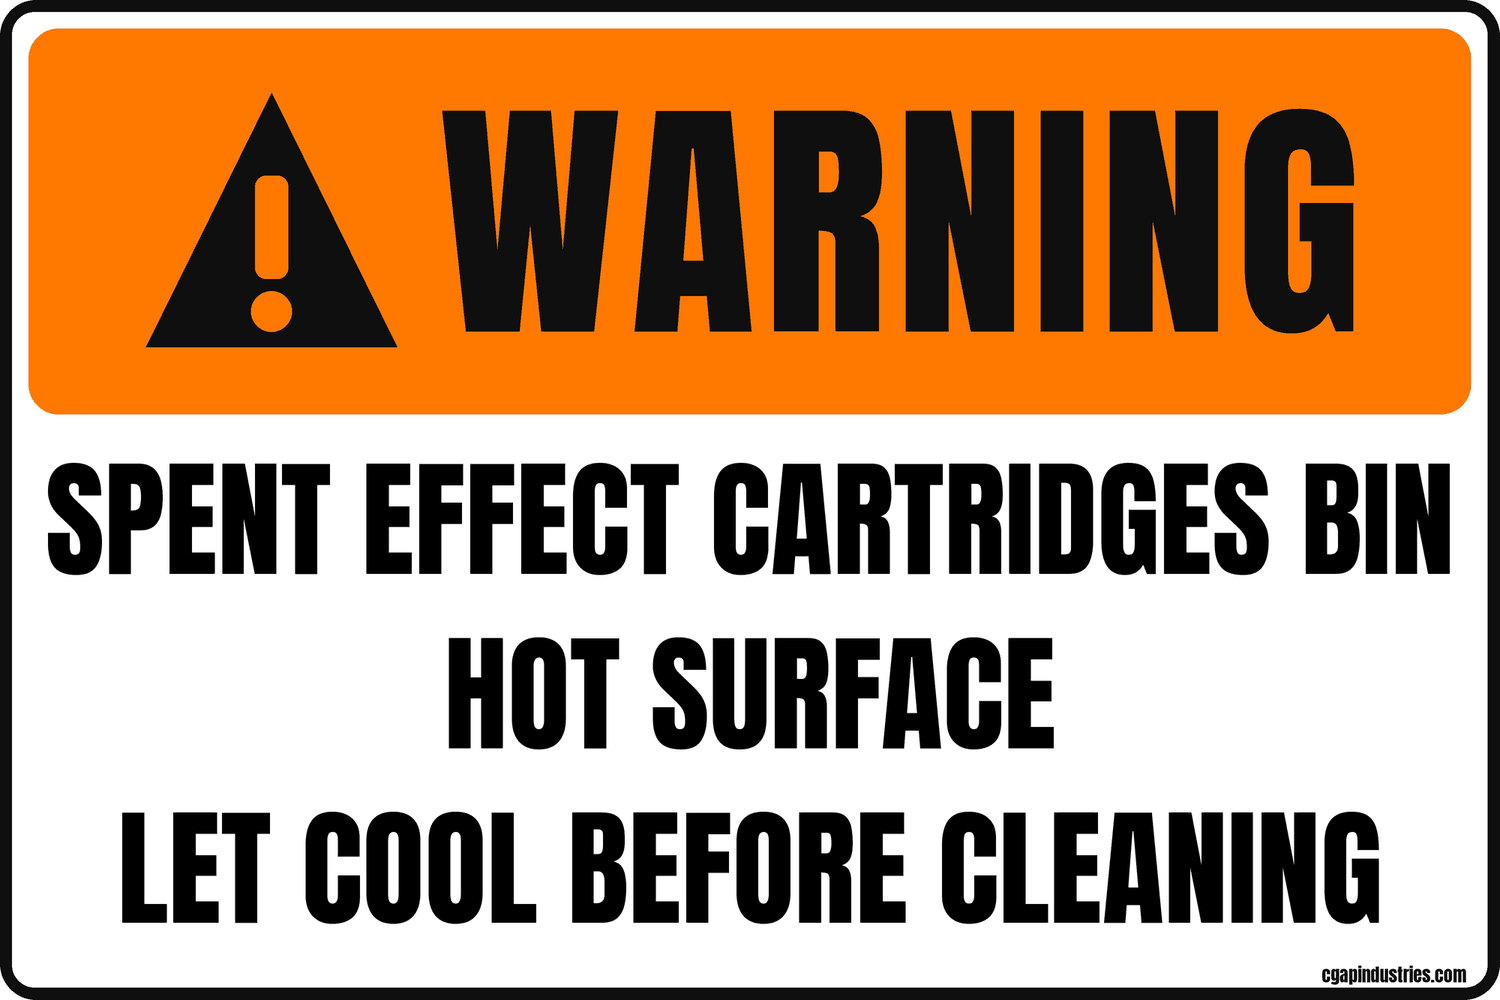 WARNING
SPENT EFFECT CARTRIDGES BIN
HOT SURFACE
LET COOL BEFORE CLEANING
cgapindustries.com